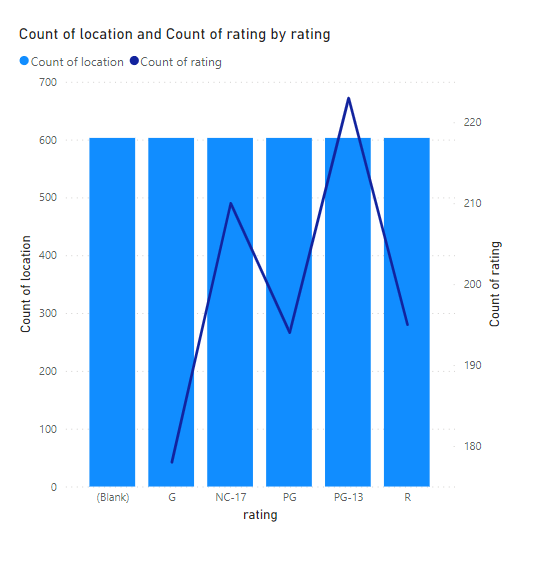 Count of location and Count of rating by rating
Count of location Count of rating
700
600
500
400
300
200
100
0
Count of location
220
210
200
190
180
Count of rating
(Blank) G NC-17 PG PG-13 R
rating